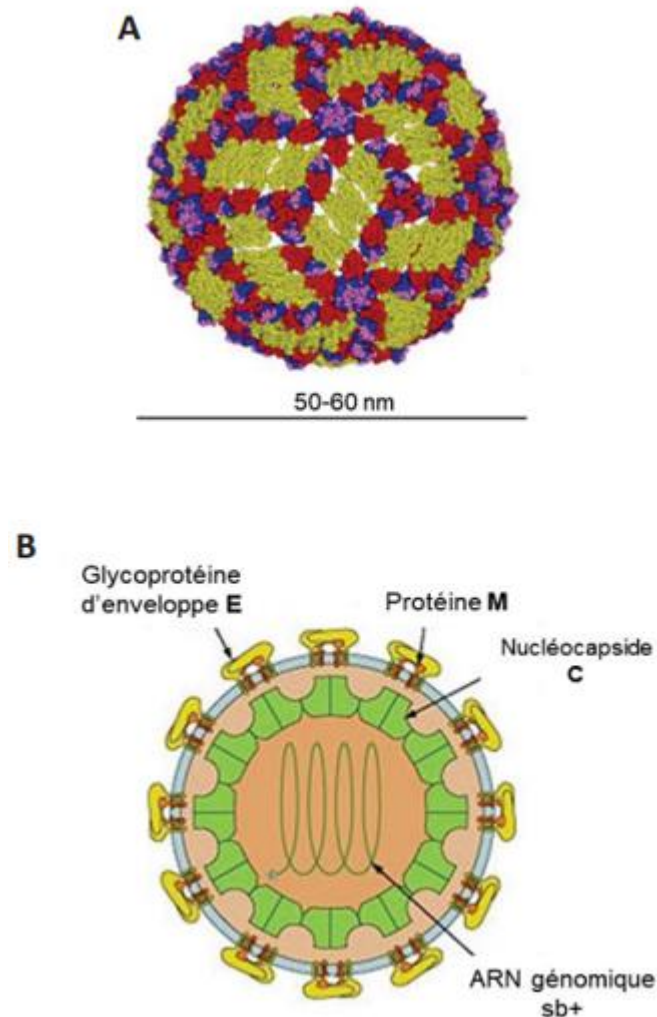 A
50-60 nm
B
Glycoprotéine
d'enveloppe E
Protéine M
Nucléocapside
C
ARN génomique
sb+